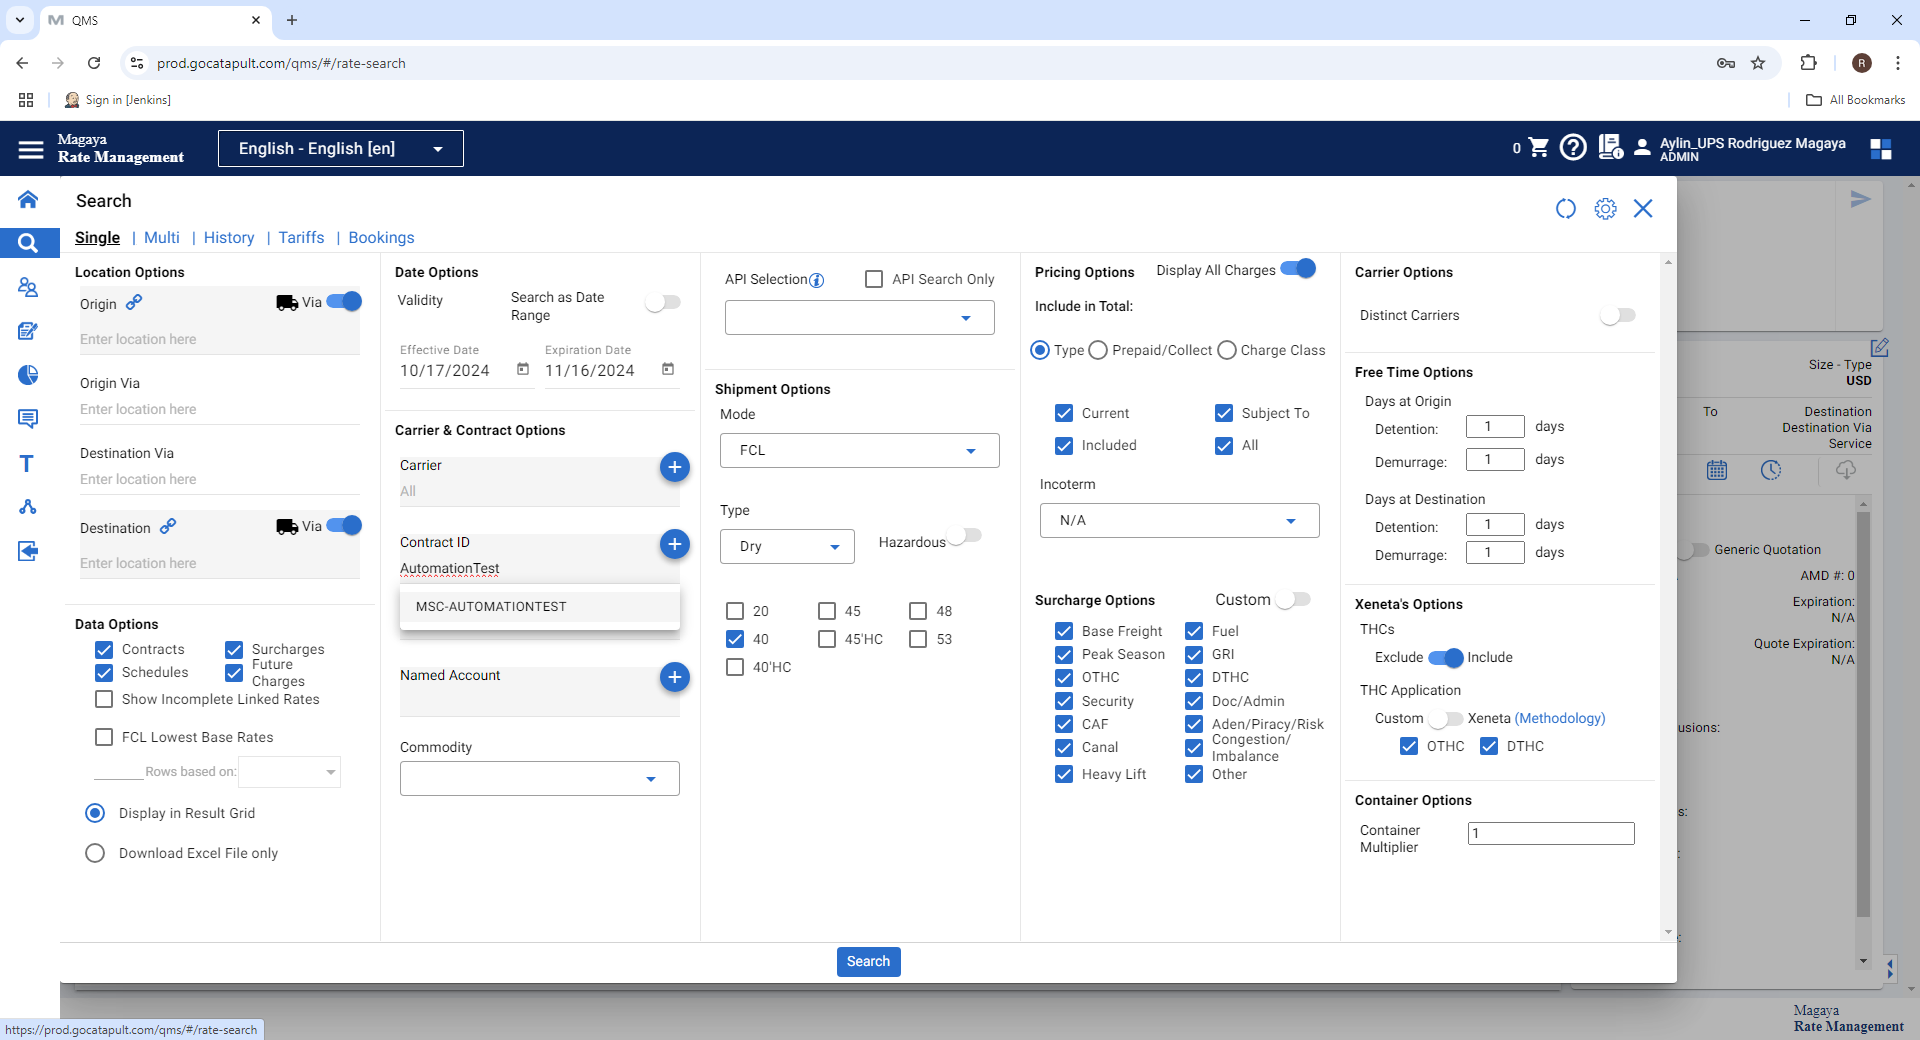 QMS
prod.gocatapult.com/qms/#/rate-search
R
Sign in [Jenkins]
All Bookmarks
Magaya
Rate Management
English - English [en]
0
Aylin_UPS Rodriguez Magaya
ADMIN
Search
Single | Multi | History | Tariffs | Bookings
Location Options
Origin
Via
Enter location here
Origin Via
Enter location here
Destination Via
Enter location here
Destination
Via
Enter location here
Data Options
Contracts
Surcharges
Schedules
Future
Charges
Show Incomplete Linked Rates
FCL Lowest Base Rates
Rows based on:
Display in Result Grid
Download Excel File only
Date Options
Validity
Search as Date
Range
Effective Date
Expiration Date
10/17/2024
11/16/2024
Carrier & Contract Options
Carrier
All
Contract ID
AutomationTest
MSC-AUTOMATIONTEST
Named Account
Commodity
API Selection
API Search Only
Shipment Options
Mode
FCL
Type
Dry
Hazardous
20
45
48
40
45'HC
53
40'HC
Pricing Options
Display All Charges
Include in Total:
Type
Prepaid/Collect
Charge Class
Current
Subject To
Included
All
Incoterm
N/A
Surcharge Options
Custom
Base Freight
Fuel
Peak Season
GRI
OTHC
DTHC
Security
Doc/Admin
CAF
Aden/Piracy/Risk
Canal
Congestion/
Imbalance
Heavy Lift
Other
Carrier Options
Distinct Carriers
Free Time Options
Days at Origin
Detention: 1 days
Demurrage: 1 days
Days at Destination
Detention: 1 days
Demurrage: 1 days
Xeneta's Options
THCs
Exclude
Include
THC Application
Custom
Xeneta (Methodology)
OTHC
DTHC
Container Options
Container
Multiplier
1
Search
Size - Type
USD
To
Destination
Destination Via
Service
Generic Quotation
AMD #: 0
Expiration:
N/A
Quote Expiration:
N/A
usions:
s:
https://prod.gocatapult.com/qms/#/rate-search
Magaya
Rate Management